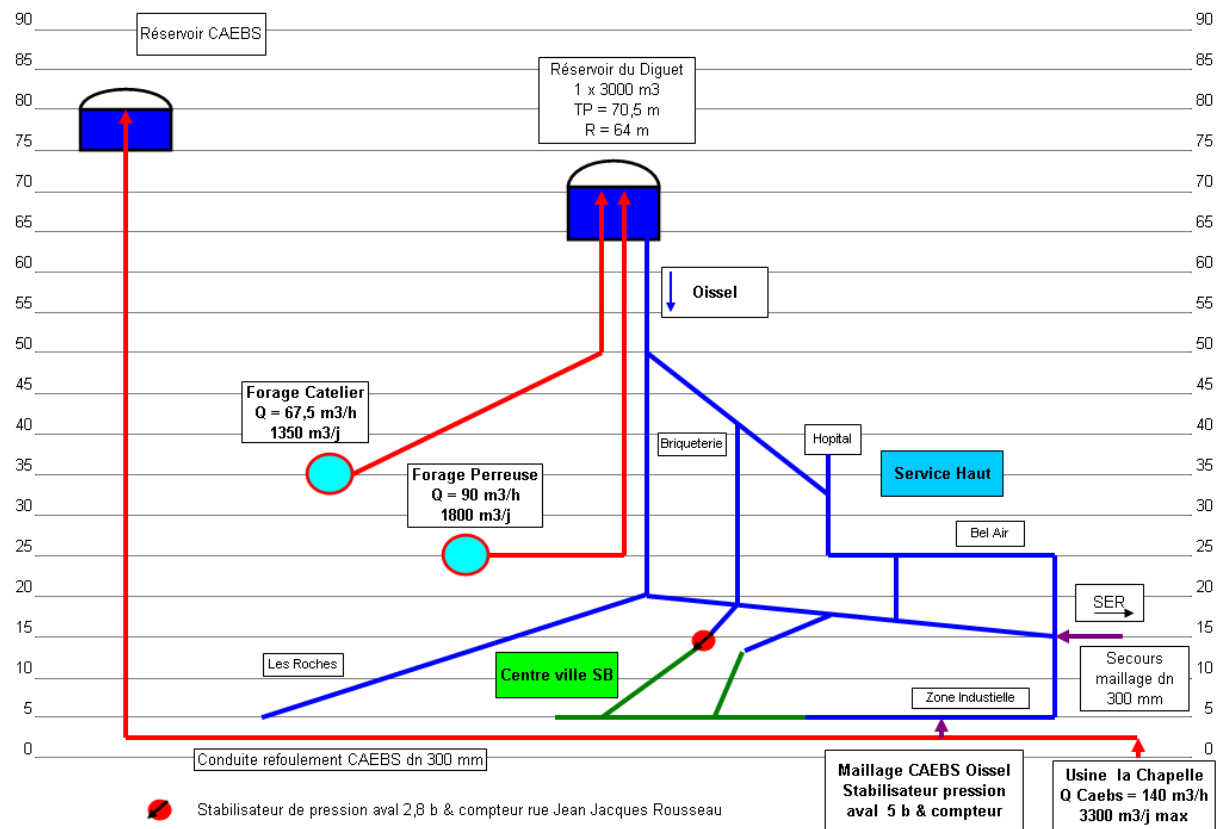 90
90
Réservoir CAEBS
85
85
Réservoir du Diguet
1 x 3000 m3
TP = 70,5 m
R = 64 m
80
80
75
75
70
70
65
65
60
60
Oissel
55
55
50
50
45
45
Forage Catelier
Q = 67,5 m3/h
1350 m3/j
40
40
Briqueterie
Hopital
35
35
Service Haut
Forage Perreuse
Q = 90 m3/h
1800 m3/j
30
30
Bel Air
25
25
20
20
SER
15
15
Les Roches
Centre ville SB
Secours
maillage dn
300 mm
10
10
Zone Industielle
5
5
0
0
Conduite refoulement CAEBS dn 300 mm
Maillage CAEBS Oissel
Stabilisateur pression
aval 5 b & compteur
Usine la Chapelle
Q Caebs = 140 m3/h
3300 m3/j max
Stabilisateur de pression aval 2,8 b & compteur rue Jean Jacques Rousseau